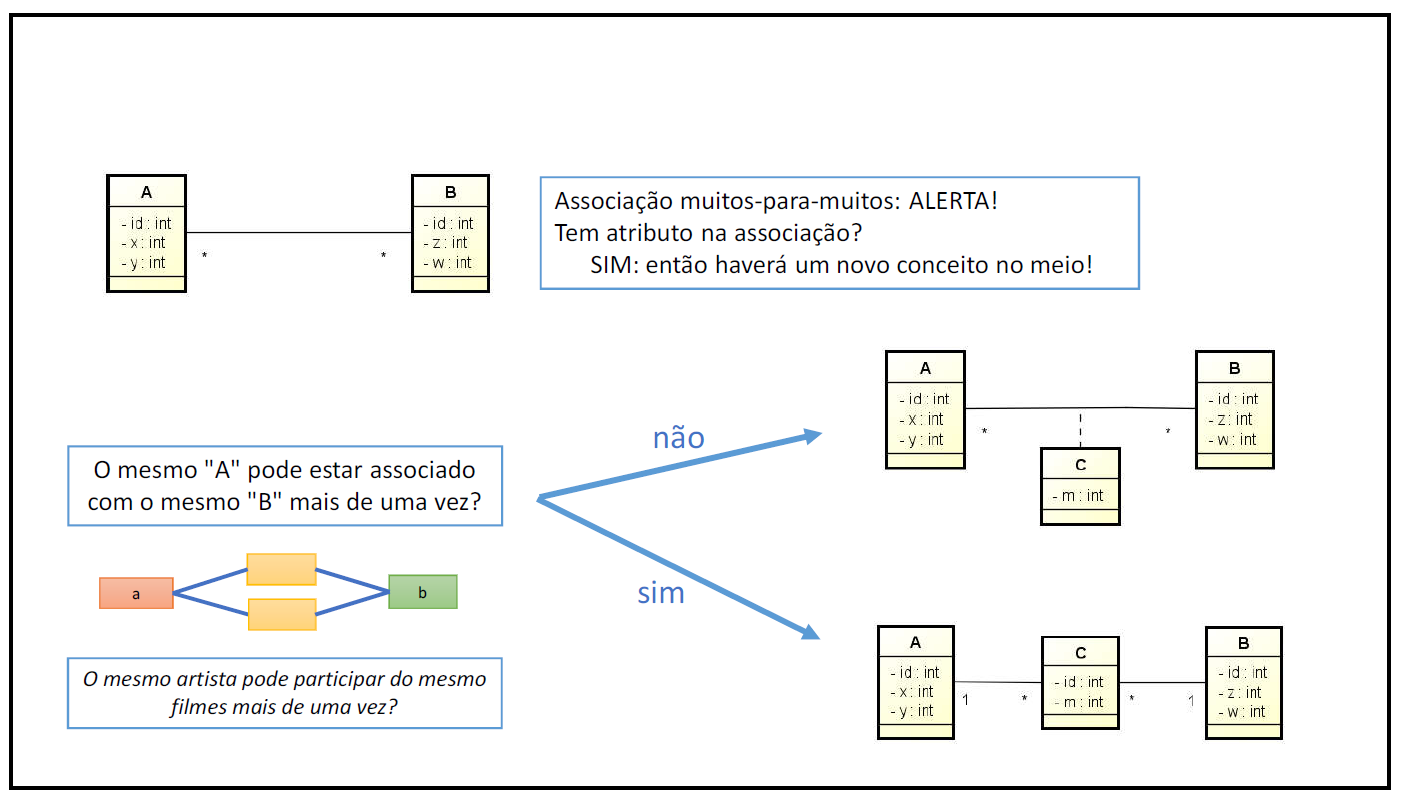 A
- id : int
- x : int
- y : int
*
*
B
- id : int
- z : int
- w : int
Associação muitos-para-muitos: ALERTA!
Tem atributo na associação?
SIM: então haverá um novo conceito no meio!
A
- id : int
- x : int
- y : int
*
*
B
- id : int
- z : int
- w : int
C
- m : int
não
O mesmo "A" pode estar associado
com o mesmo "B" mais de uma vez?
a
b
sim
O mesmo artista pode participar do mesmo
filmes mais de uma vez?
A
- id : int
- x : int
- y : int
1
*
C
- id : int
- m : int
*
1
B
- id : int
- z : int
- w : int